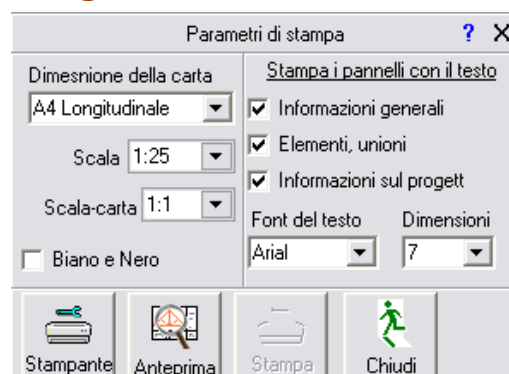 Parametri di stampa ? X
Dimesnione della carta
A4 Longitudinale
Scala 1:25
Scala-carta 1:1
Biano e Nero
Stampa i pannelli con il testo
Informazioni generali
Elementi, unioni
Informazioni sul progett
Font del testo Dimensioni
Arial 7
Stampante Anteprima Stampa Chiudi